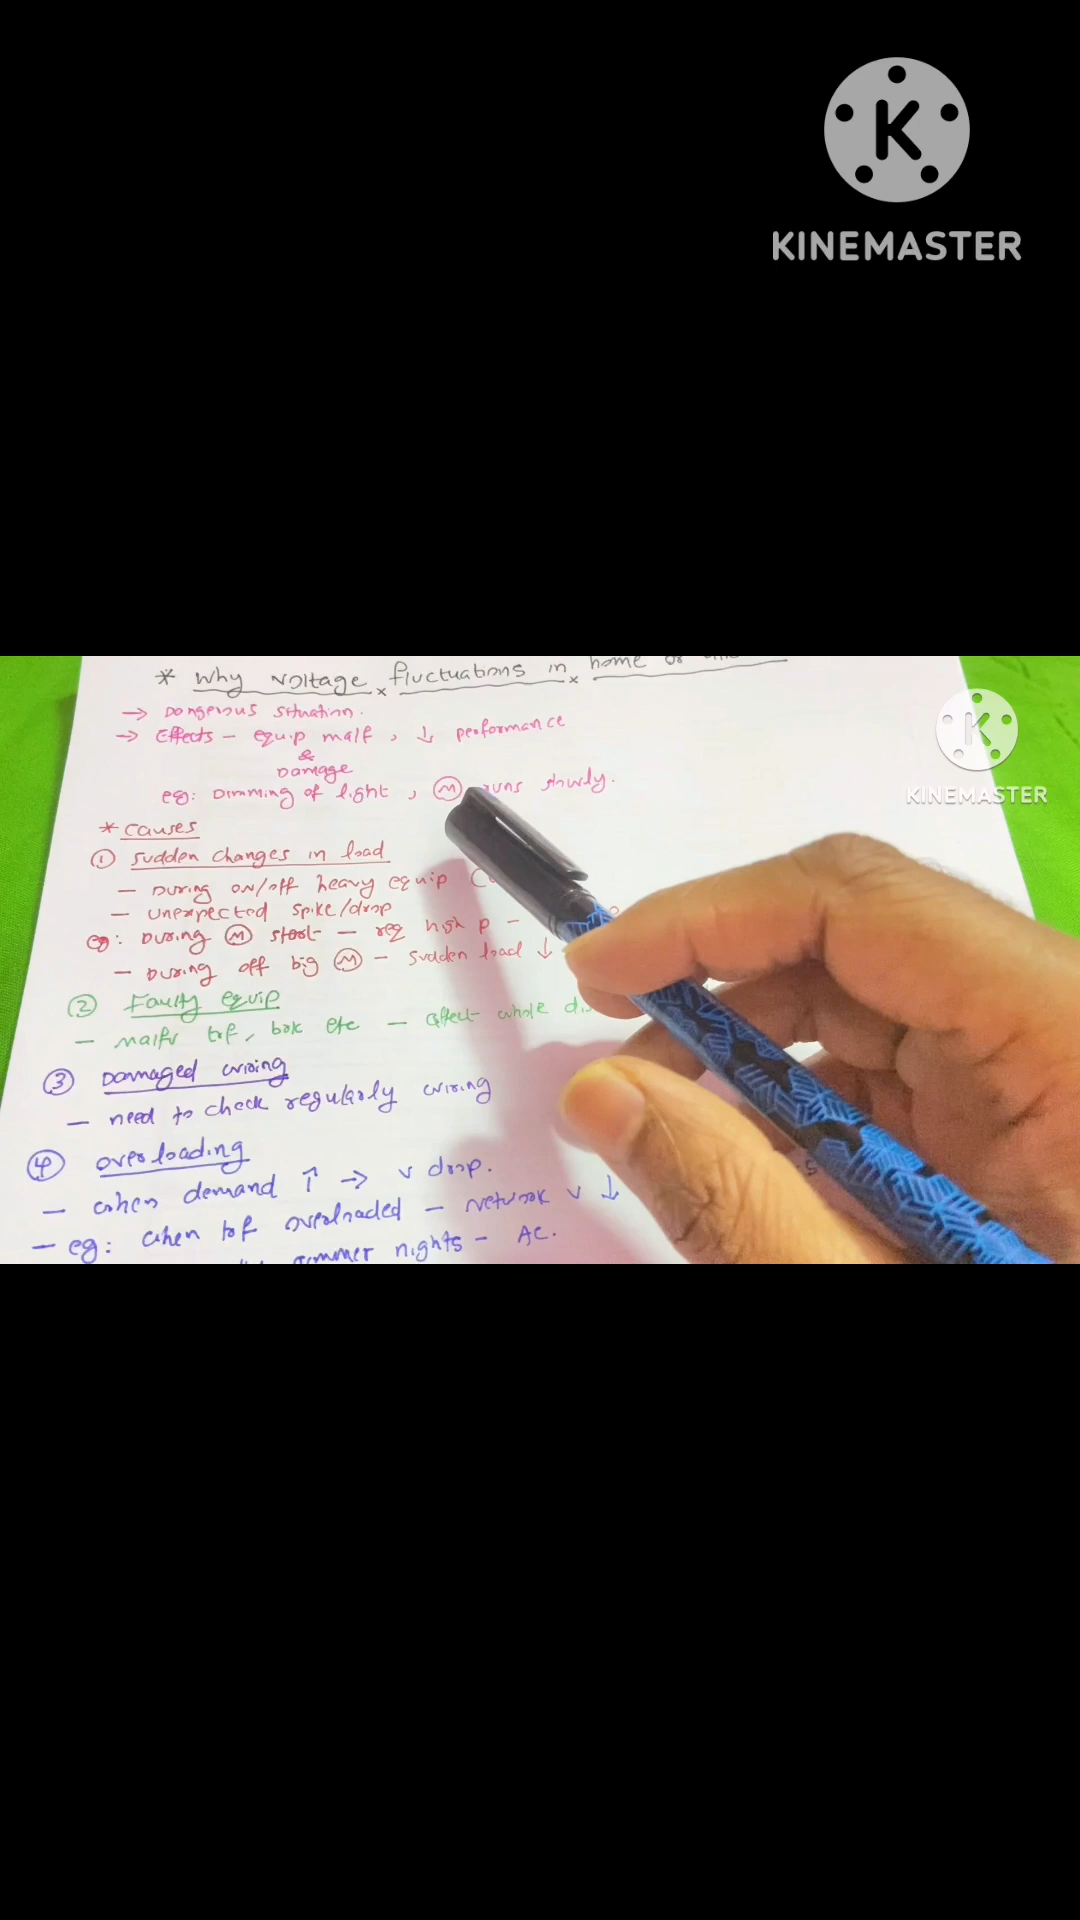 KINEMASTER
* Why voltage fluctuations in home or
→ Dangerous situation.
→ Effects - equip malf, ↓ performance
&
Damage
eg: Dimming of light, Ⓜ runs slowly.
KINEMASTER
* causes
① sudden changes in load
- During on/off heavy equip
- unexpected spike/drop
eg: During Ⓜ start - req high p -
- During off big Ⓜ - sudden load ↓
② Faulty equip
- malfn trf, brk etc - affect whole
③ Damaged wiring
- need to check regularly wiring
④ overloading
- when demand ↑ → v drop.
- eg: when trf overloaded - network v ↓
summer nights - AC.